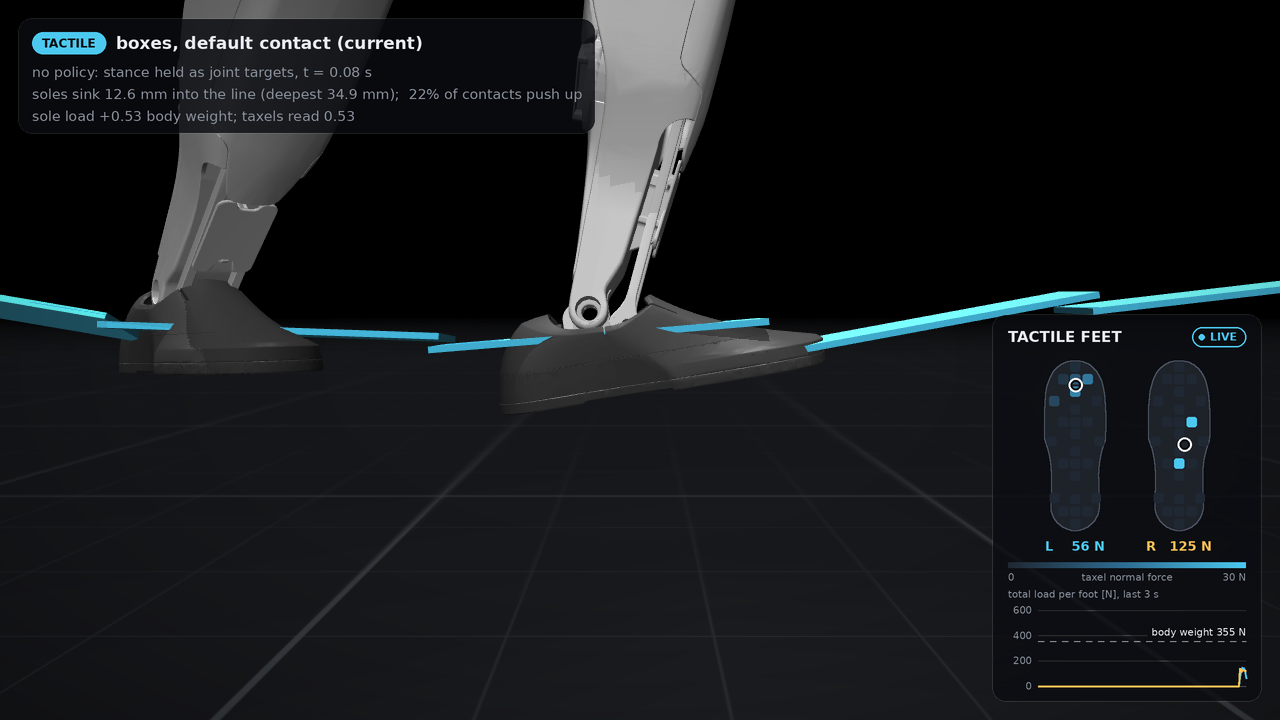 TACTILE boxes, default contact (current)
no policy: stance held as joint targets, t = 0.08 s
soles sink 12.6 mm into the line (deepest 34.9 mm);  22% of contacts push up
sole load +0.53 body weight; taxels read 0.53
TACTILE FEET
LIVE
L 56 N
R 125 N
0 taxel normal force 30 N
total load per foot [N], last 3 s
600
body weight 355 N
400
200
0